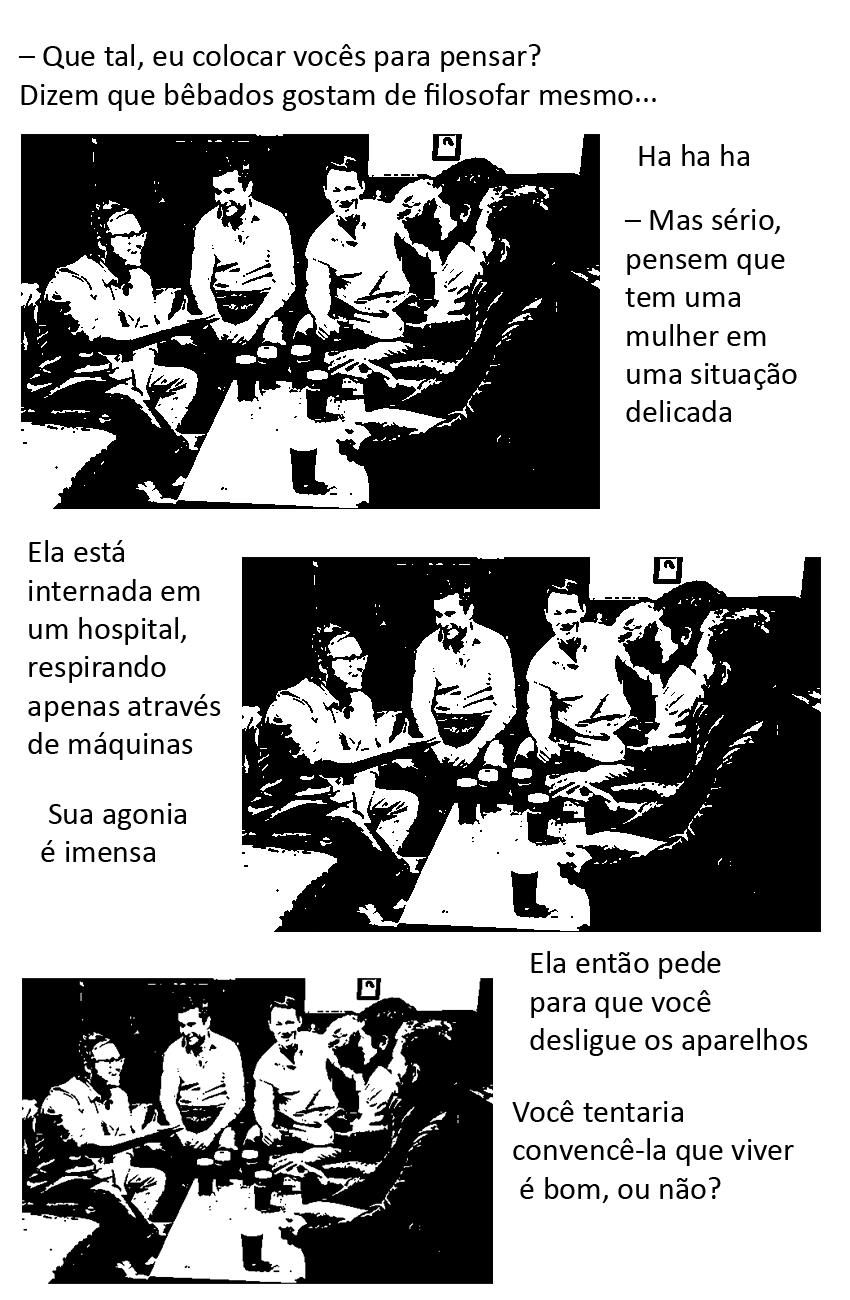 – Que tal, eu colocar vocês para pensar?
Dizem que bêbados gostam de filosofar mesmo...
Ha ha ha
– Mas sério,
pensem que
tem uma
mulher em
uma situação
delicada
Ela está
internada em
um hospital,
respirando
apenas através
de máquinas
Sua agonia
é imensa
Ela então pede
para que você
desligue os aparelhos
Você tentaria
convencê-la que viver
é bom, ou não?